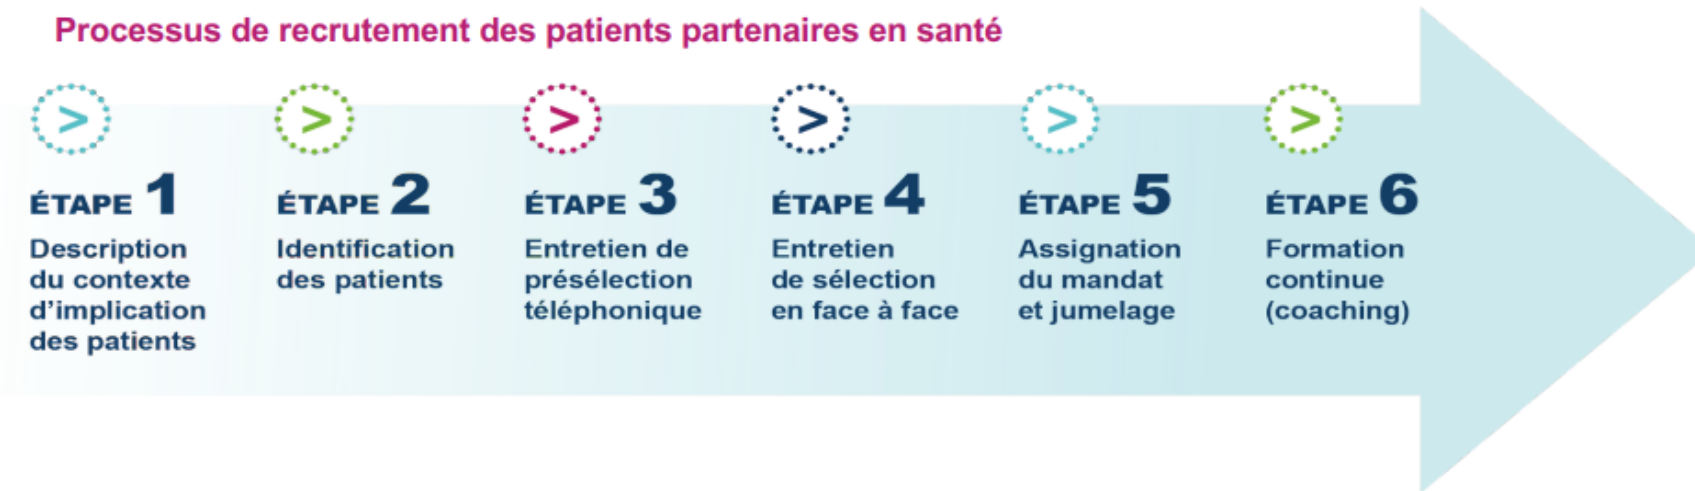 Processus de recrutement des patients partenaires en santé
>
>
>
>
>
>
ÉTAPE 1
Description
du contexte
d’implication
des patients
ÉTAPE 2
Identification
des patients
ÉTAPE 3
Entretien de
présélection
téléphonique
ÉTAPE 4
Entretien
de sélection
en face à face
ÉTAPE 5
Assignation
du mandat
et jumelage
ÉTAPE 6
Formation
continue
(coaching)